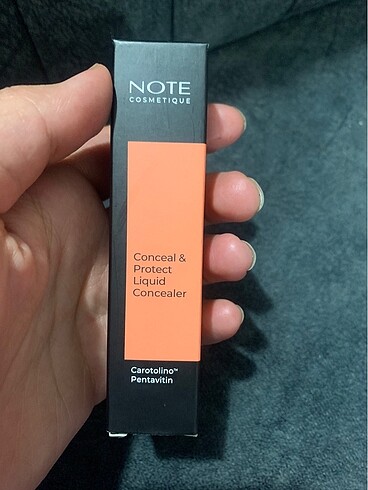 NOTE
COSMETIQUE
Conceal &
Protect
Liquid
Concealer
Carotolino™
Pentavitin